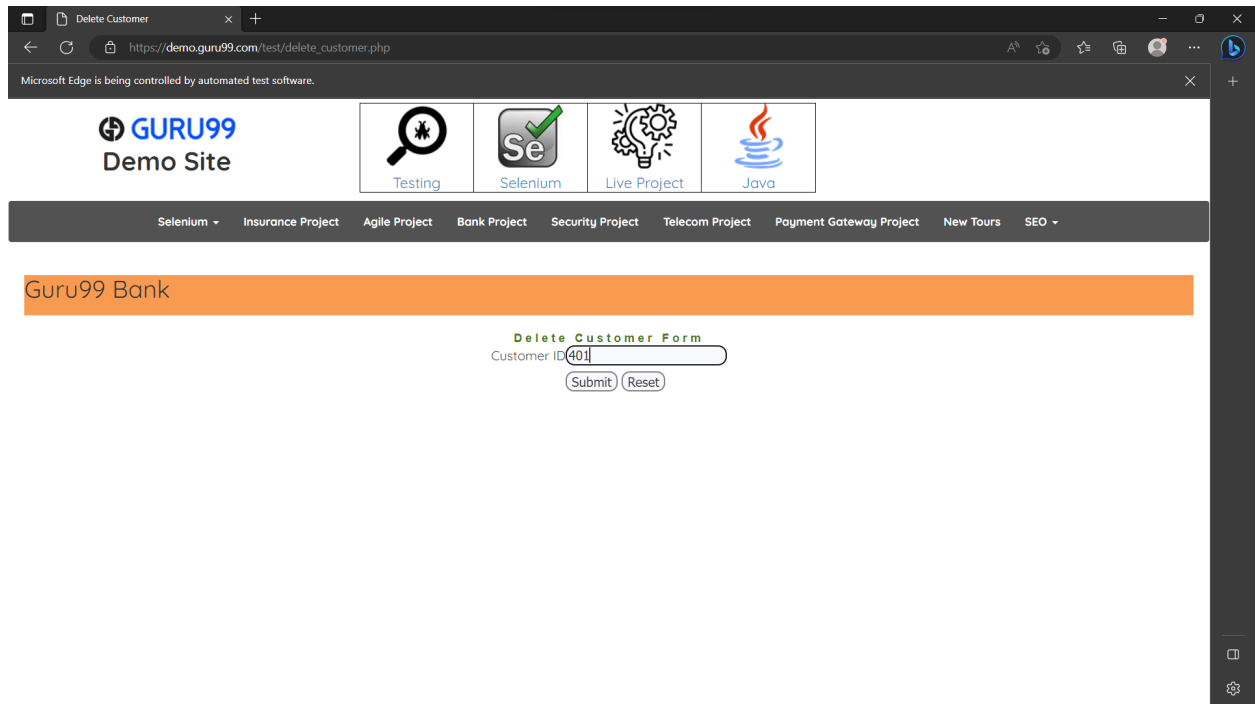 Delete Customer
https://demo.guru99.com/test/delete_customer.php
Microsoft Edge is being controlled by automated test software.
GURU99
Demo Site
Se
Testing Selenium Live Project Java
Selenium Insurance Project Agile Project Bank Project Security Project Telecom Project Payment Gateway Project New Tours SEO
Guru99 Bank
Delete Customer Form
Customer ID 401
Submit Reset